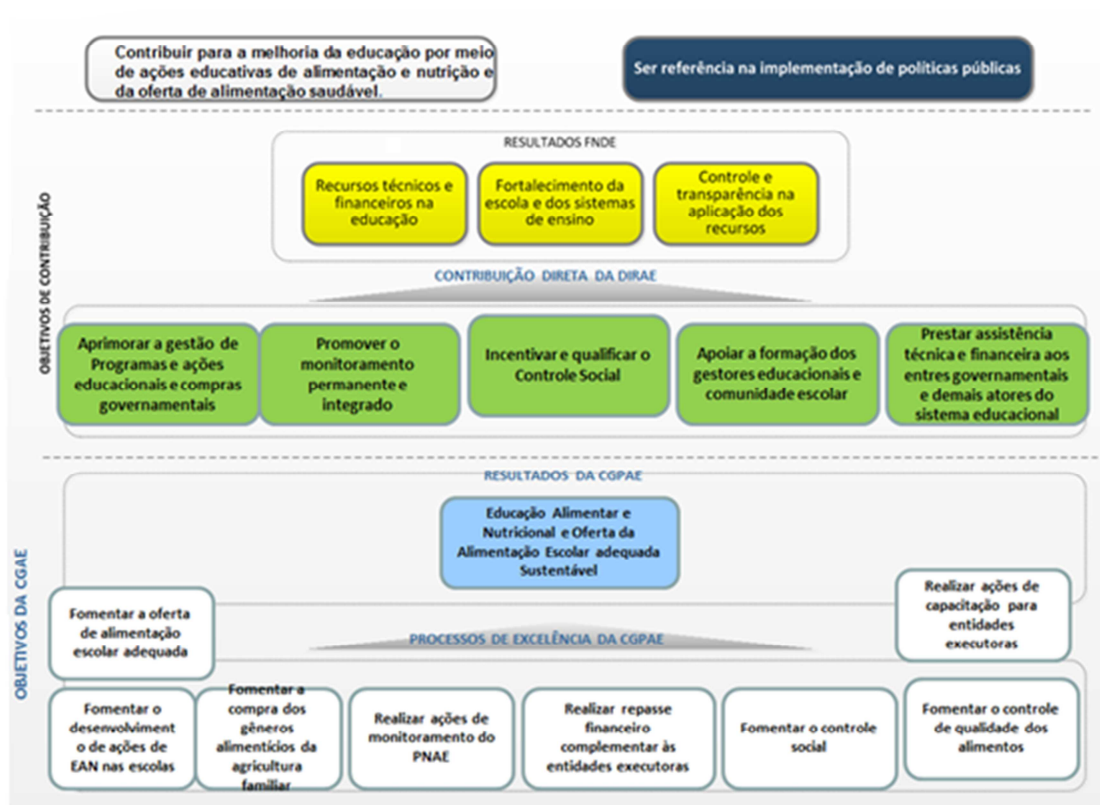 Contribuir para a melhoria da educação por meio
de ações educativas de alimentação e nutrição e
da oferta de alimentação saudável.
Ser referência na implementação de políticas públicas
OBJETIVOS DE CONTRIBUIÇÃO
RESULTADOS FNDE
Recursos técnicos e
financeiros na
educação
Fortalecimento da
escola e dos sistemas
de ensino
Controle e
transparência na
aplicação dos
recursos
CONTRIBUIÇÃO DIRETA DA DIRAE
Aprimorar a gestão de
Programas e ações
educacionais e compras
governamentais
Promover o
monitoramento
permanente e
integrado
Incentivar e qualificar o
Controle Social
Apoiar a formação dos
gestores educacionais e
comunidade escolar
Prestar assistência
técnica e financeira aos
entres governamentais
e demais atores do
sistema educacional
OBJETIVOS DA CGAE
RESULTADOS DA CGPAE
Educação Alimentar e
Nutricional e Oferta da
Alimentação Escolar adequada
Sustentável
Fomentar a oferta
de alimentação
escolar adequada
Realizar ações de
capacitação para
entidades
executoras
PROCESSOS DE EXCELÊNCIA DA CGPAE
Fomentar o
desenvolviment
o de ações de
EAN nas escolas
Fomentar a
compra dos
gêneros
alimentícios da
agricultura
familiar
Realizar ações de
monitoramento do
PNAE
Realizar repasse
financeiro
complementar às
entidades executoras
Fomentar o controle
social
Fomentar o controle
de qualidade dos
alimentos